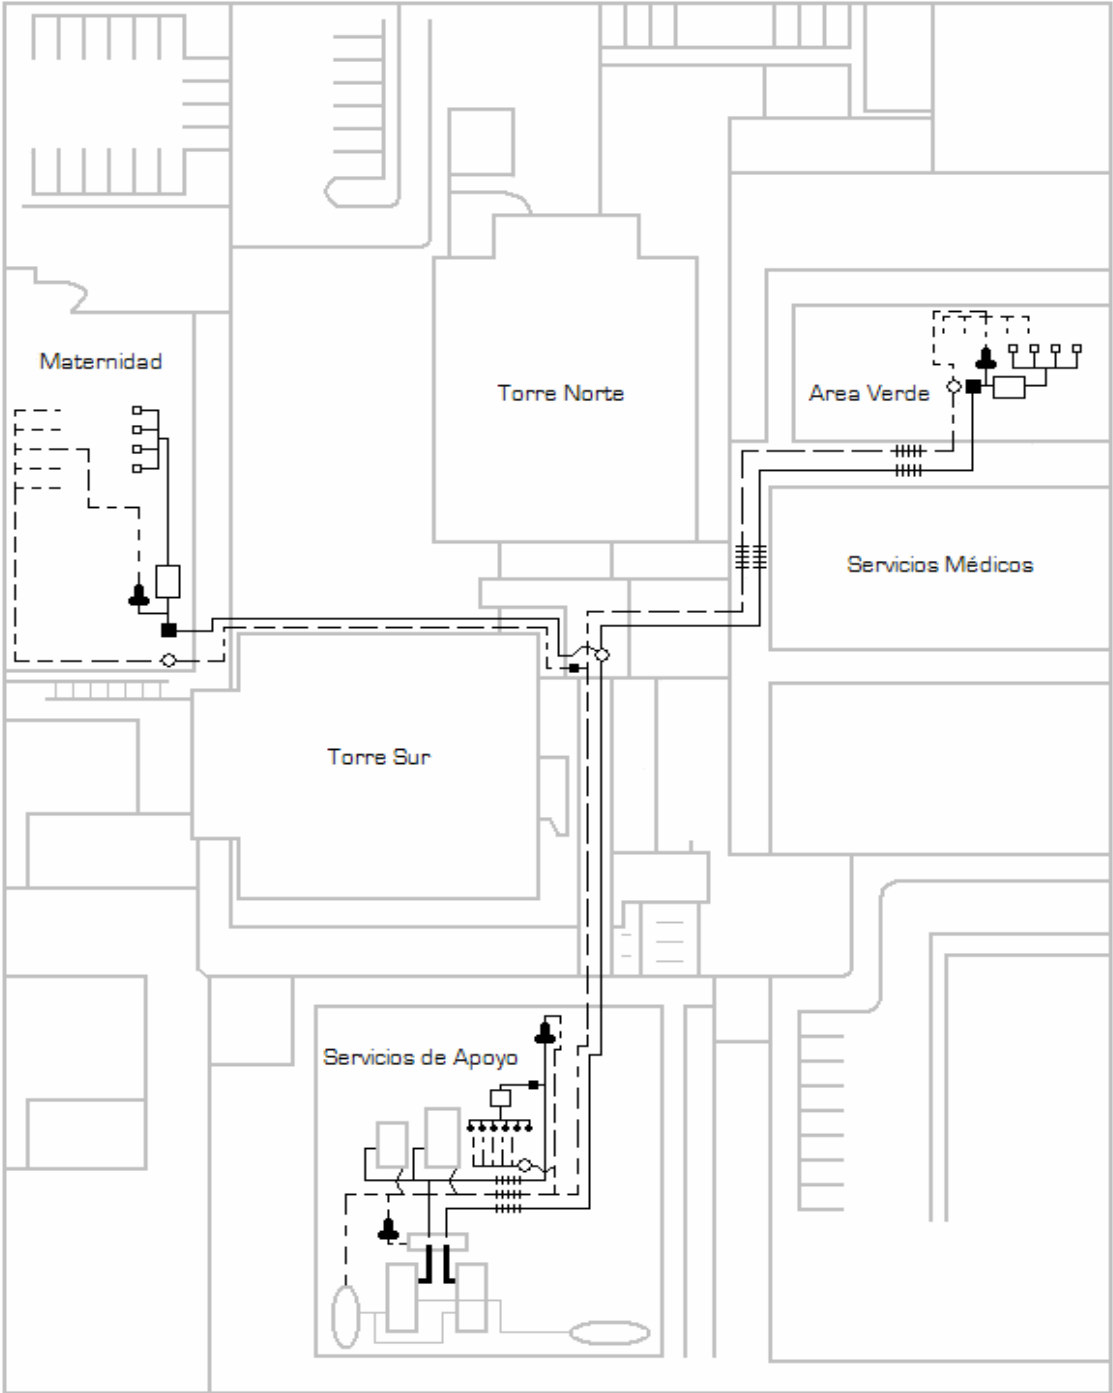 Maternidad
Torre Norte
Area Verde
Servicios Médicos
Torre Sur
Servicios de Apoyo